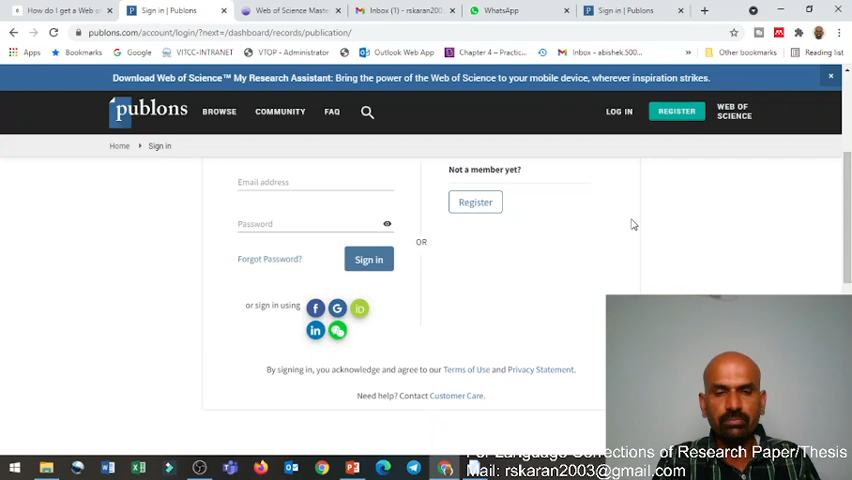 How do I get a Web of
Sign in | Publons
Web of Science Maste
Inbox (1) - rskaran200
WhatsApp
Sign in | Publons
publons.com/account/login/?next=/dashboard/records/publication/
Apps
Bookmarks
Google
VITCC-INTRANET
VTOP - Administrator
Outlook Web App
Chapter 4 – Practic...
Inbox - abishek.500...
Other bookmarks
Reading list
Download Web of Science™ My Research Assistant: Bring the power of the Web of Science to your mobile device, wherever inspiration strikes.
publons
BROWSE
COMMUNITY
FAQ
LOG IN
REGISTER
WEB OF
SCIENCE
Home
Sign in
Email address
Not a member yet?
Register
Password
OR
Forgot Password?
Sign in
or sign in using
By signing in, you acknowledge and agree to our Terms of Use and Privacy Statement.
Need help? Contact Customer Care.
For Language Corrections of Research Paper/Thesis
Mail: rskaran2003@gmail.com